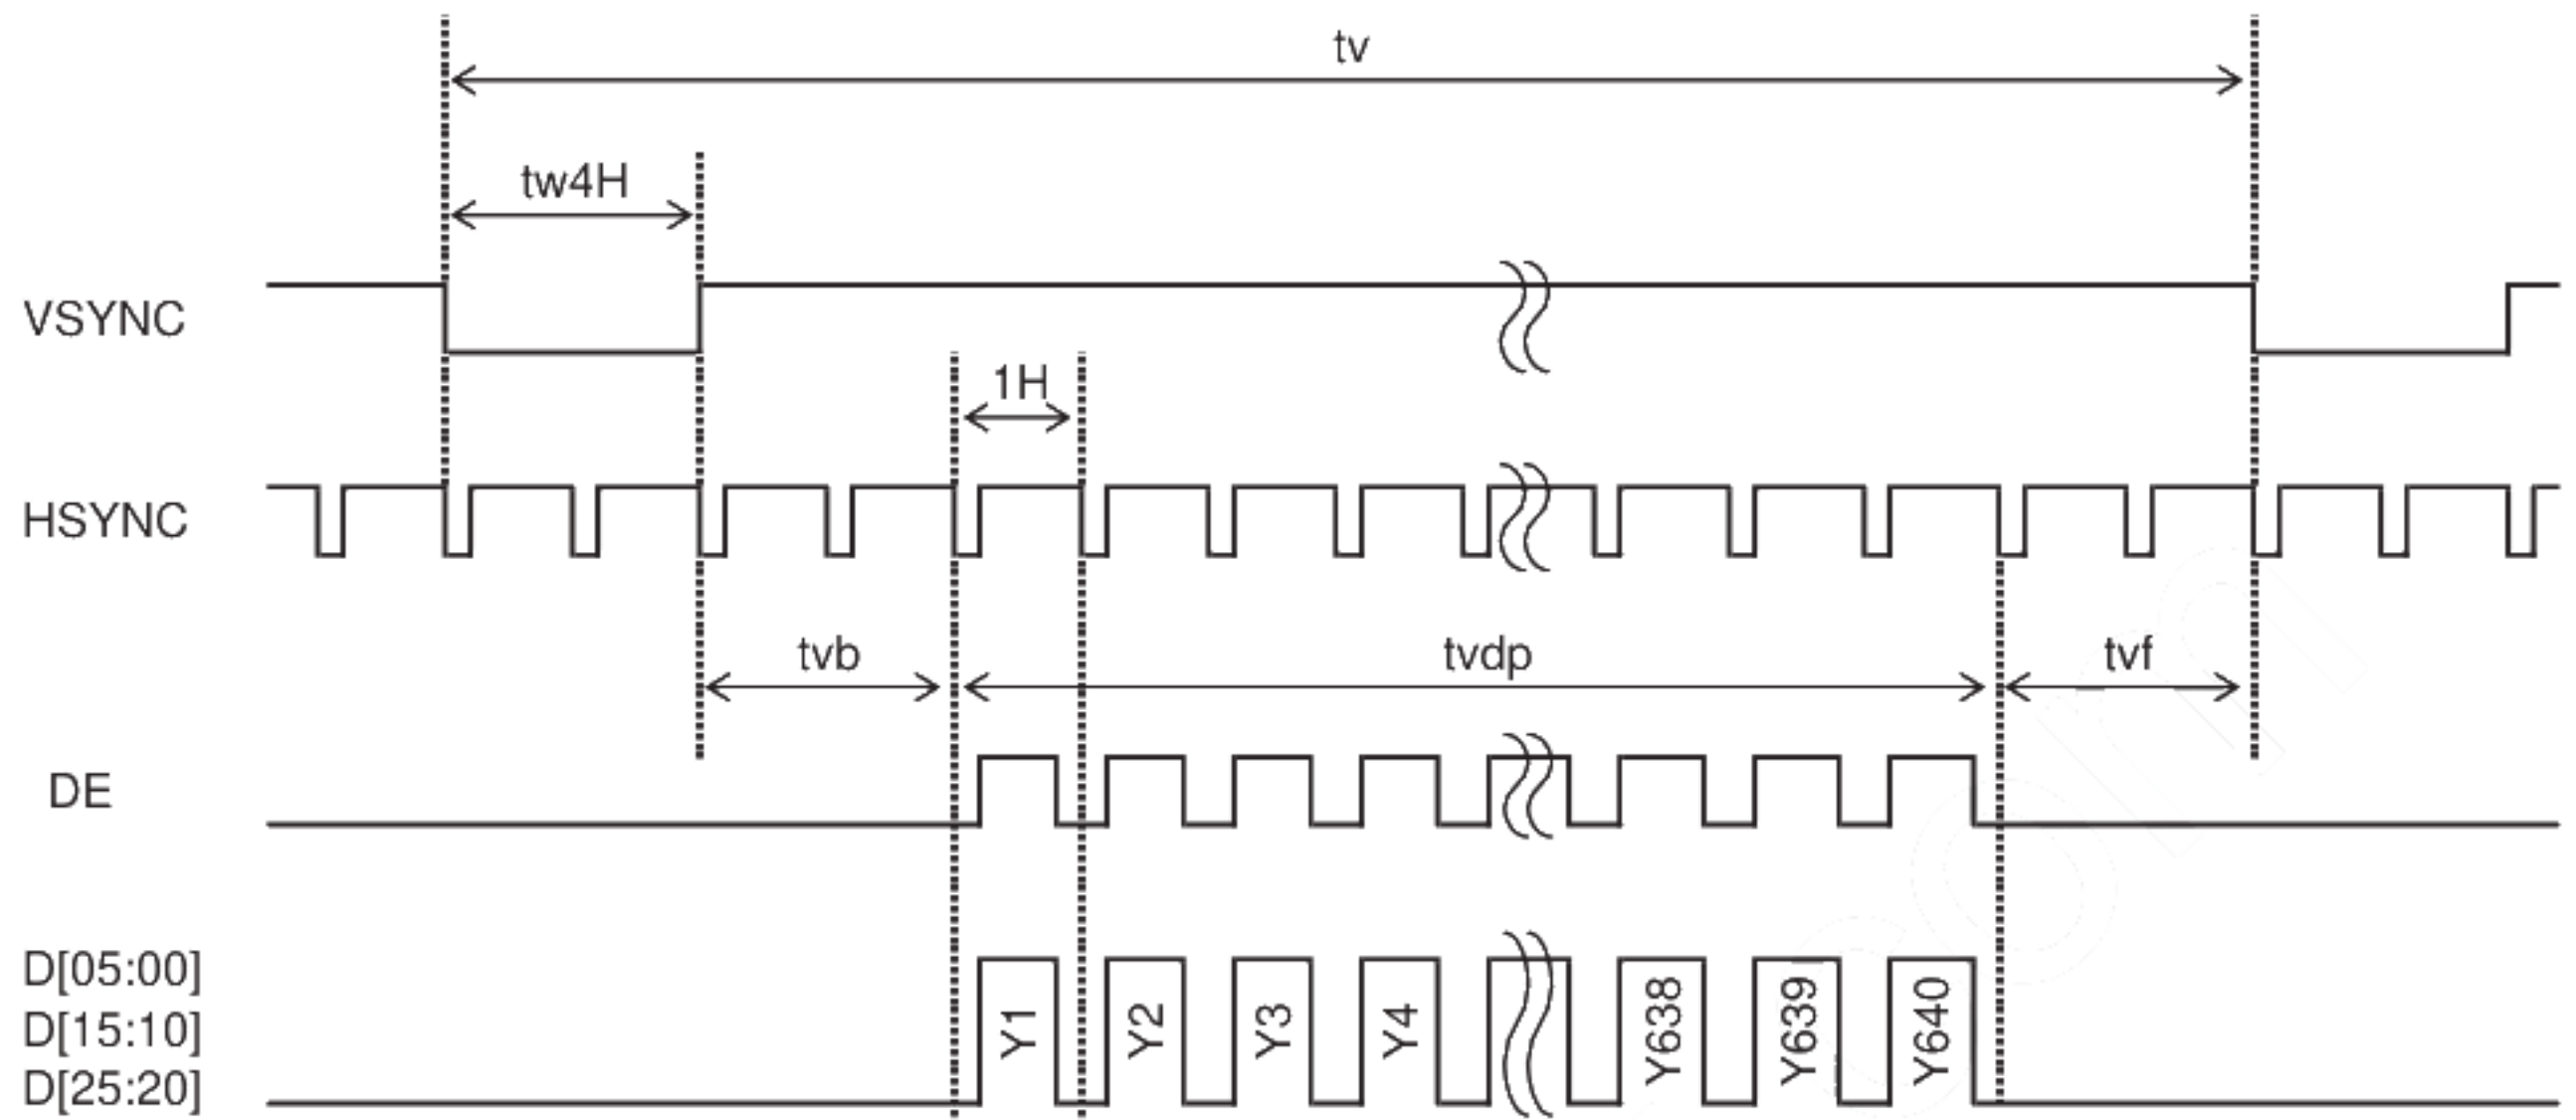 tv
tw4H
VSYNC
1H
HSYNC
tvb tvdp tvf
DE
D[05:00]
D[15:10]
D[25:20]
Y1 Y2 Y3 Y4 Y638 Y639 Y640